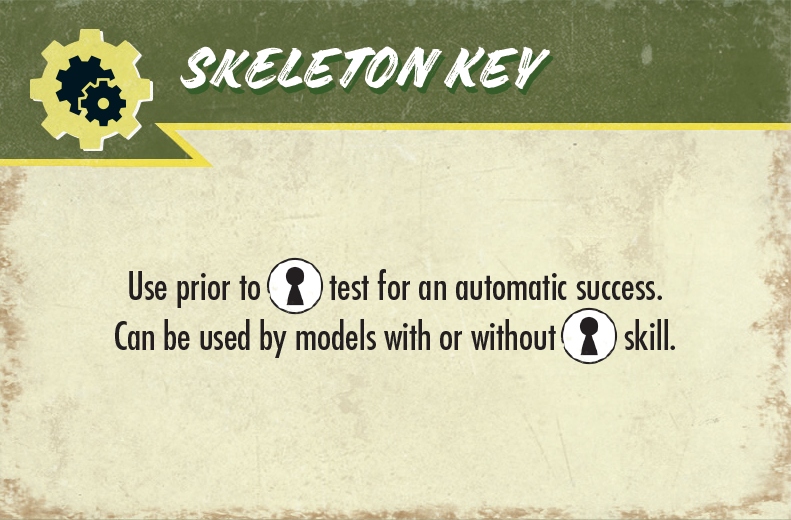 SKELETON KEY
Use prior to test for an automatic success.
Can be used by models with or without skill.